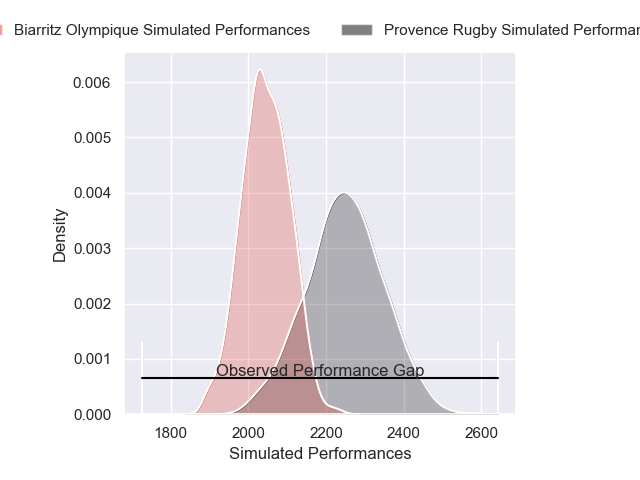 Biarritz Olympique Simulated Performances
Provence Rugby Simulated
0.006
0.005
0.004
0.003
0.002
0.001
0.000
Density
Observed Performance Gap
1800 2000 2200 2400 2600
Simulated Performances